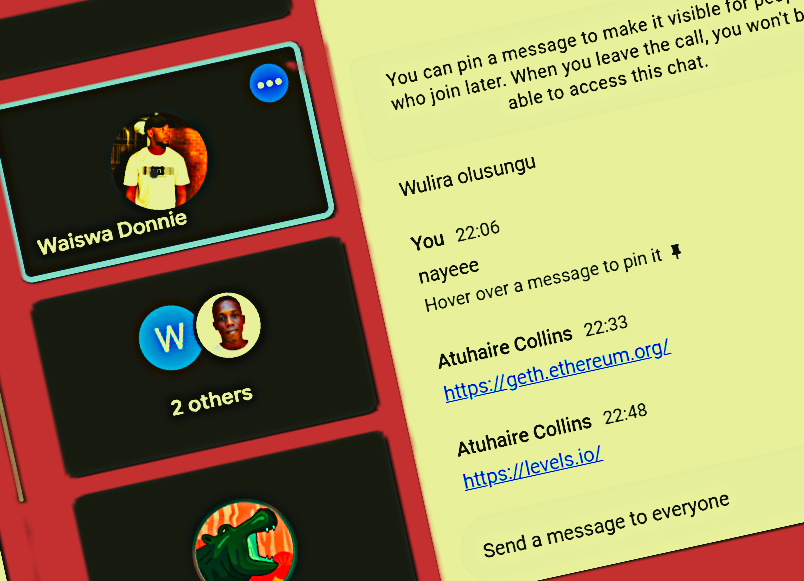 Waiswa Donnie
W
2 others
You can pin a message to make it visible for
who join later. When you leave the call, you won't
able to access this chat.
Wulira olusungu
You 22:06
nayeee
Hover over a message to pin it
Atuhaire Collins 22:33
https://geth.ethereum.org/
Atuhaire Collins 22:48
https://levels.io/
Send a message to everyone